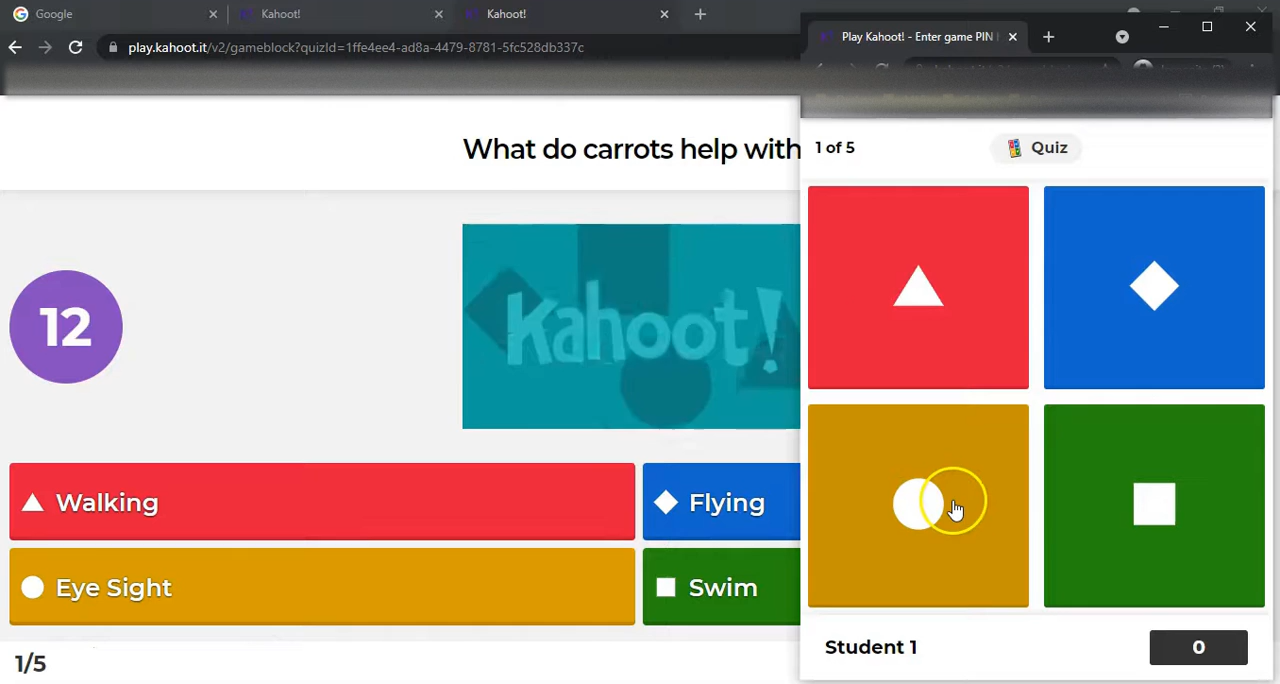 Google
Kahoot!
Kahoot!
play.kahoot.it/v2/gameblock?quizId=1ffe4ee4-ad8a-4479-8781-5fc528db337c
Play Kahoot! - Enter game PIN
What do carrots help with
1 of 5
Quiz
12
Kahoot!
Walking
Flying
Eye Sight
Swim
1/5
Student 1
0